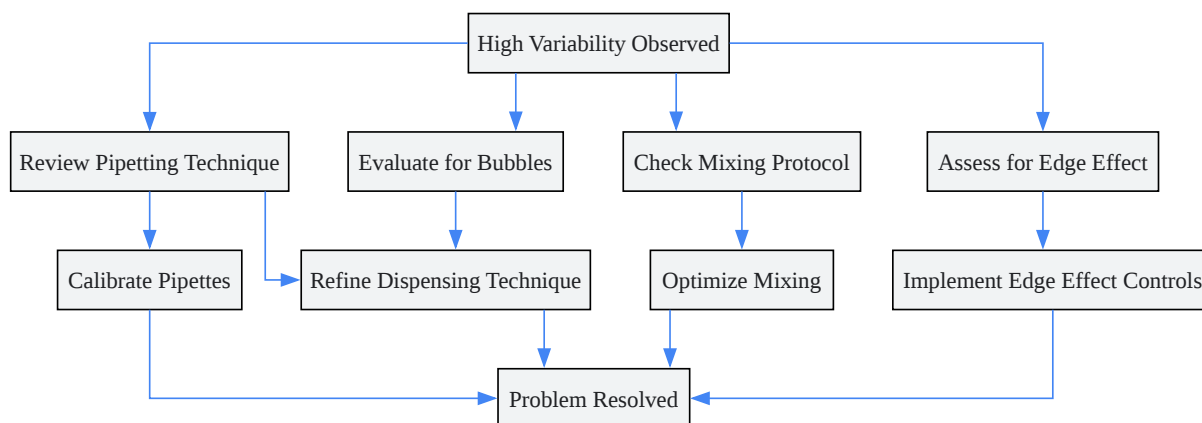 High Variability Observed
Review Pipetting Technique
Evaluate for Bubbles
Check Mixing Protocol
Assess for Edge Effect
Calibrate Pipettes
Refine Dispensing Technique
Optimize Mixing
Implement Edge Effect Controls
Problem Resolved